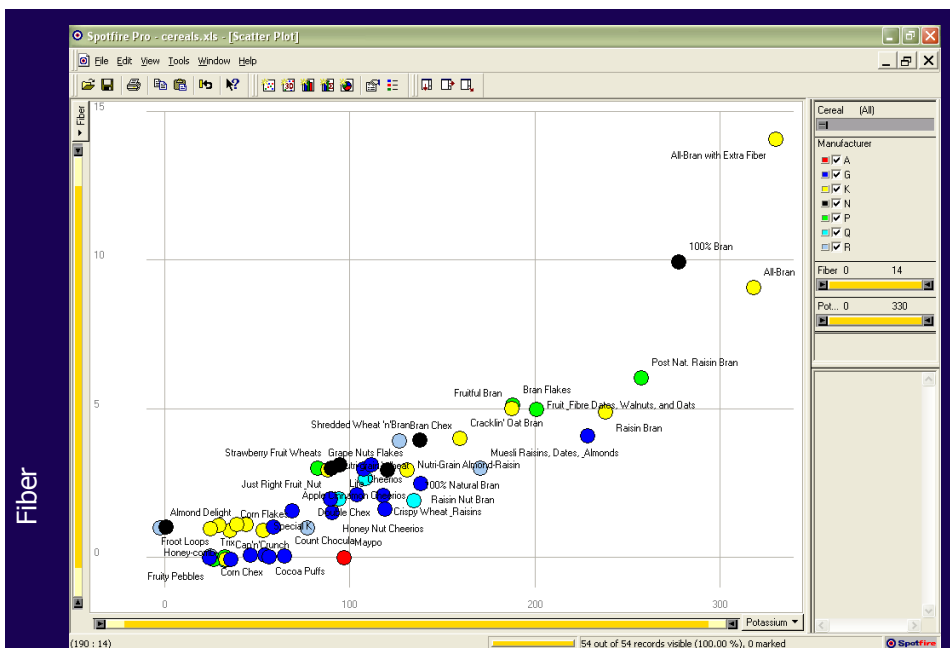 Spotfire Pro - cereals.xls - [Scatter Plot]
File Edit View Tools Window Help
Fiber
15
10
5
0
All-Bran with Extra Fiber
100% Bran
All-Bran
Post Nat. Raisin Bran
Fruitful Bran
Bran Flakes
Fruit_Fibre Dates, Walnuts, and Oats
Shredded Wheat 'n'Bran
Bran Chex
Cracklin' Oat Bran
Raisin Bran
Strawberry Fruit Wheats
Grape Nuts Flakes
Muesli Raisins, Dates, _Almonds
Nutri-Grain Almond-Raisin
Just Right Fruit_Nut
Life
Cheerios
100% Natural Bran
Apple Cinnamon Cheerios
Raisin Nut Bran
Almond Delight
Corn Flakes
Double Chex
Crispy Wheat_Raisins
Special K
Honey Nut Cheerios
Froot Loops
Trix
Cap'n'Crunch
Count Chocula
Maypo
Honey-comb
Fruity Pebbles
Corn Chex
Cocoa Puffs
0 100 200 300
Potassium
Cereal (All)
Manufacturer
A
G
K
N
P
Q
R
Fiber 0 14
Pot... 0 330
(190 : 14)
54 out of 54 records visible (100.00 %), 0 marked
Spotfire
Fiber